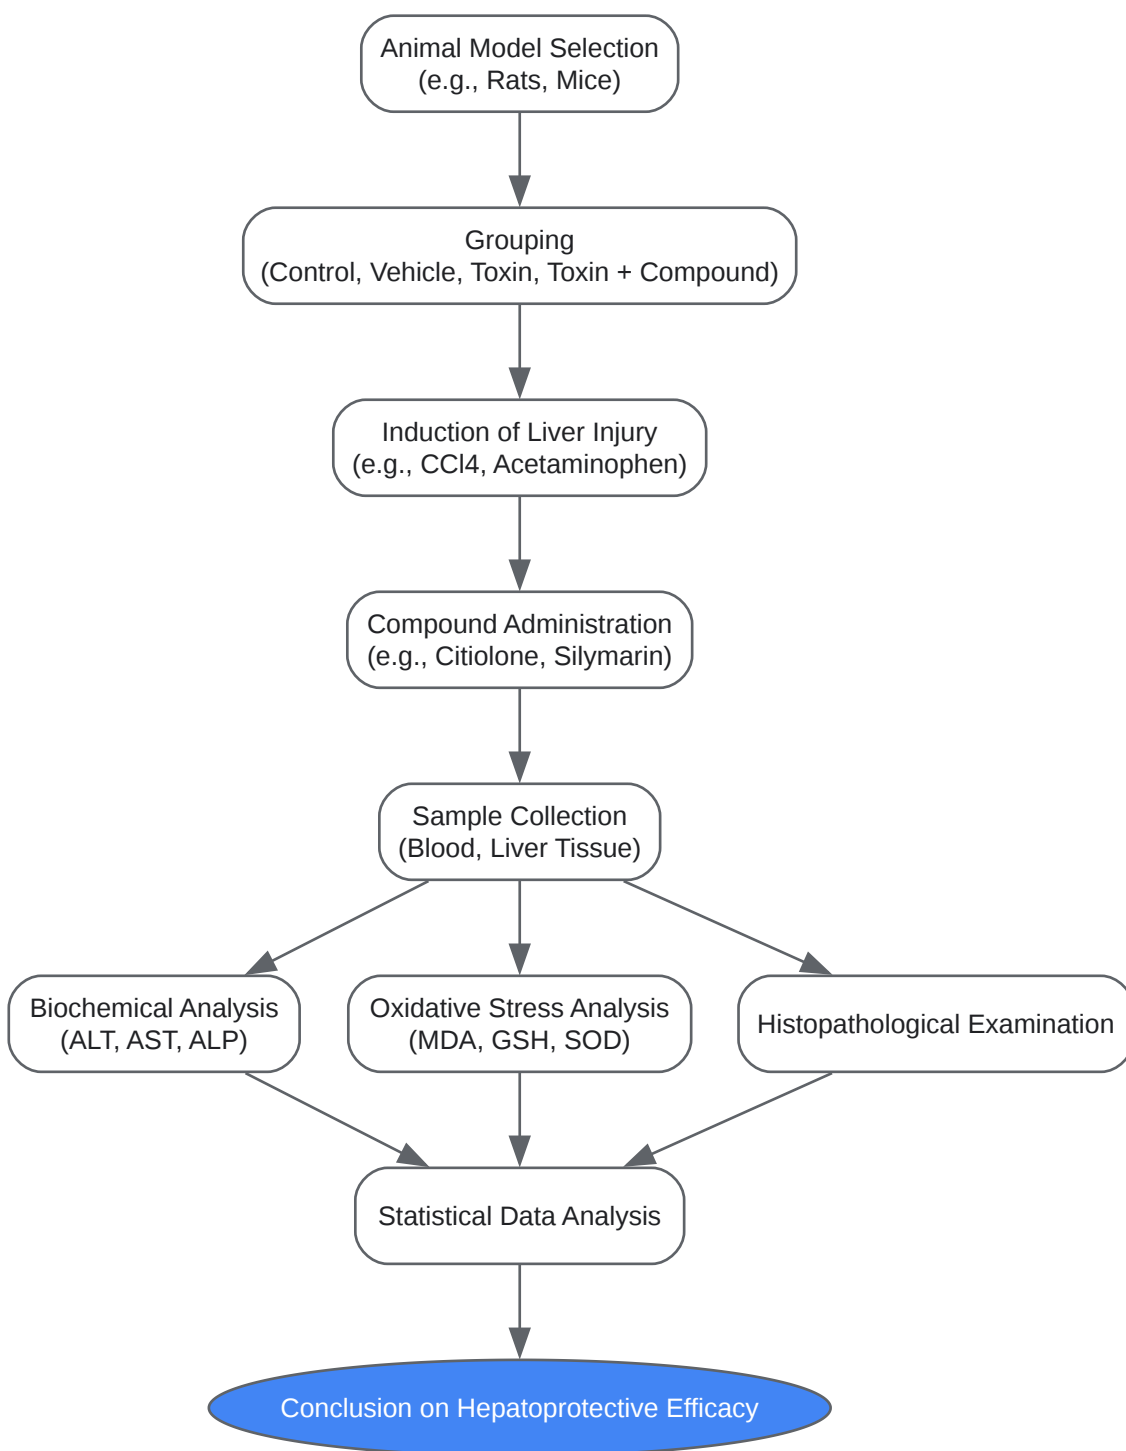 Animal Model Selection
(e.g., Rats, Mice)
Grouping
(Control, Vehicle, Toxin, Toxin + Compound)
Induction of Liver Injury
(e.g., CCl4, Acetaminophen)
Compound Administration
(e.g., Citiolone, Silymarin)
Sample Collection
(Blood, Liver Tissue)
Biochemical Analysis
(ALT, AST, ALP)
Oxidative Stress Analysis
(MDA, GSH, SOD)
Histopathological Examination
Statistical Data Analysis
Conclusion on Hepatoprotective Efficacy